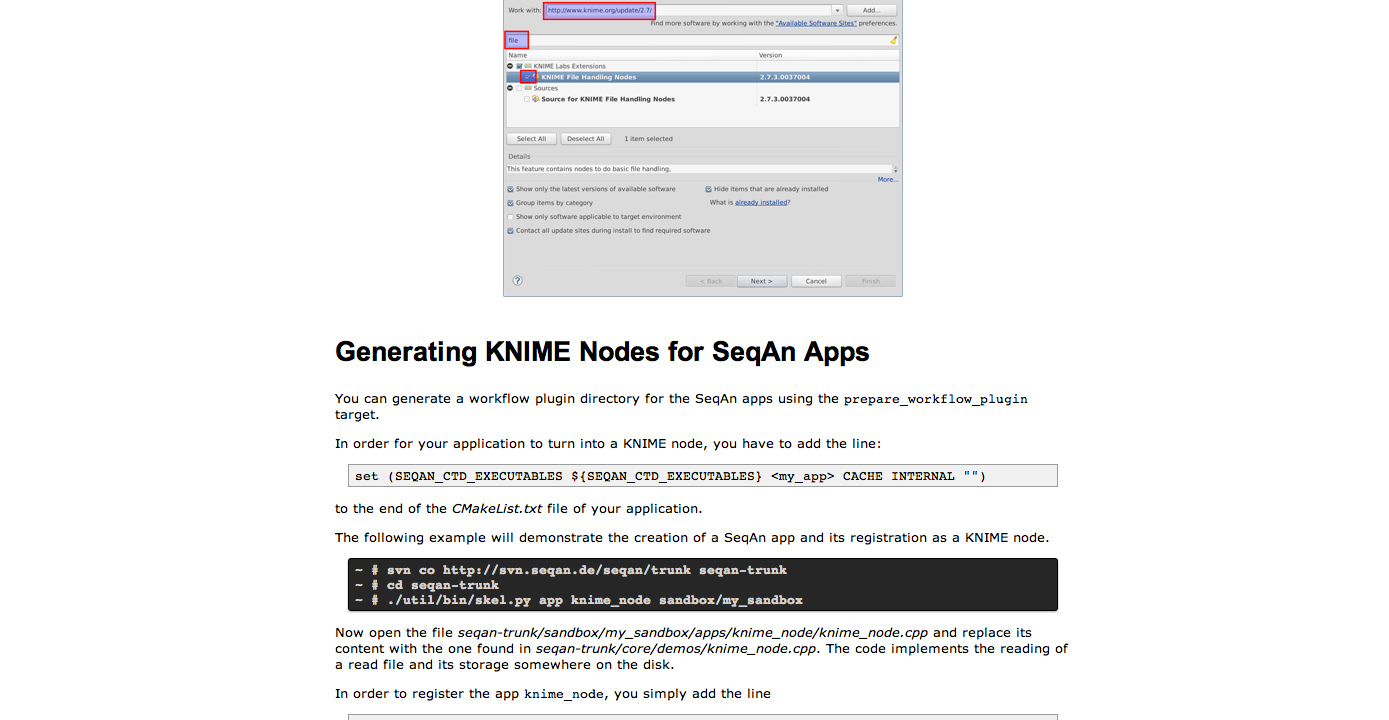 Work with: http://www.knime.org/update/2.7/ Add...
Find more software by working with the "Available Software Sites" preferences.
file
Name Version
KNIME Labs Extensions
KNIME File Handling Nodes 2.7.3.0037004
Sources
Source for KNIME File Handling Nodes 2.7.3.0037004
Select All Deselect All 1 item selected
Details
This feature contains nodes to do basic file handling.
More...
Show only the latest versions of available software Hide items that are already installed
Group items by category What is already installed?
Show only software applicable to target environment
Contact all update sites during install to find required software
? < Back Next > Cancel Finish
Generating KNIME Nodes for SeqAn Apps
You can generate a workflow plugin directory for the SeqAn apps using the prepare_workflow_plugin
target.
In order for your application to turn into a KNIME node, you have to add the line:
set (SEQAN_CTD_EXECUTABLES ${SEQAN_CTD_EXECUTABLES} <my_app> CACHE INTERNAL "")
to the end of the CMakeList.txt file of your application.
The following example will demonstrate the creation of a SeqAn app and its registration as a KNIME node.
~ # svn co http://svn.seqan.de/seqan/trunk seqan-trunk
~ # cd seqan-trunk
~ # ./util/bin/skel.py app knime_node sandbox/my_sandbox
Now open the file seqan-trunk/sandbox/my_sandbox/apps/knime_node/knime_node.cpp and replace its
content with the one found in seqan-trunk/core/demos/knime_node.cpp. The code implements the reading of
a read file and its storage somewhere on the disk.
In order to register the app knime_node, you simply add the line